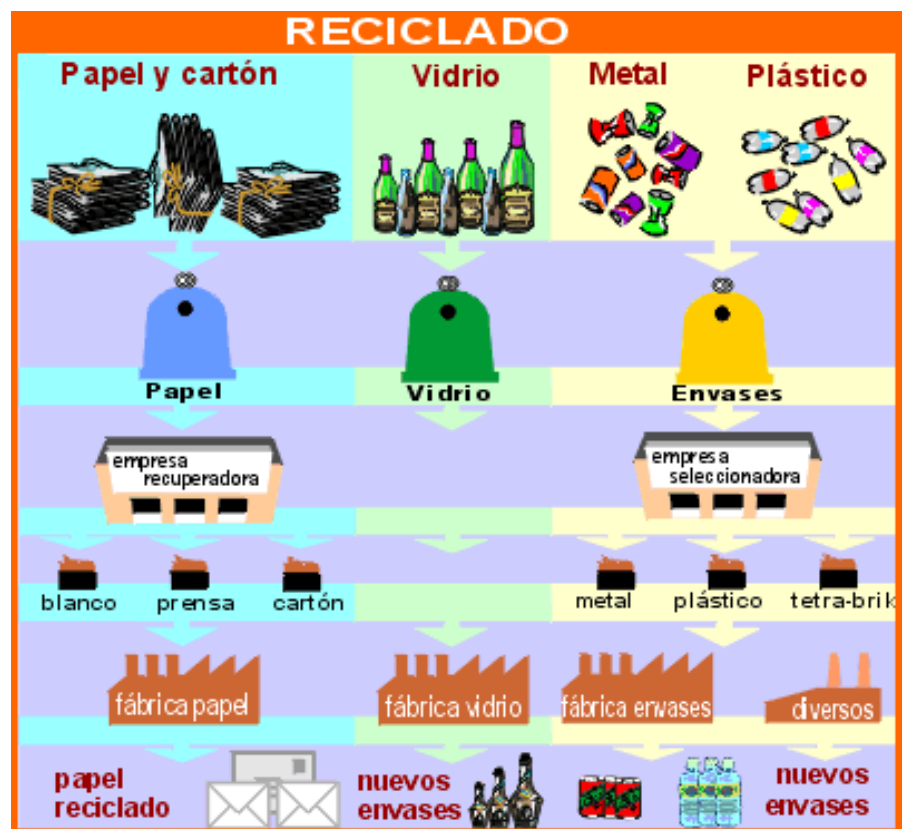 RECICLADO
Papel y cartón
Vidrio
Metal
Plástico
Papel
Vidrio
Envases
empresa
recuperadora
empresa
seleccionadora
blanco
prensa
cartón
metal
plástico
tetra-brik
fábrica papel
fábrica vidrio
fábrica envases
diversos
papel
reciclado
nuevos
envases
nuevos
envases